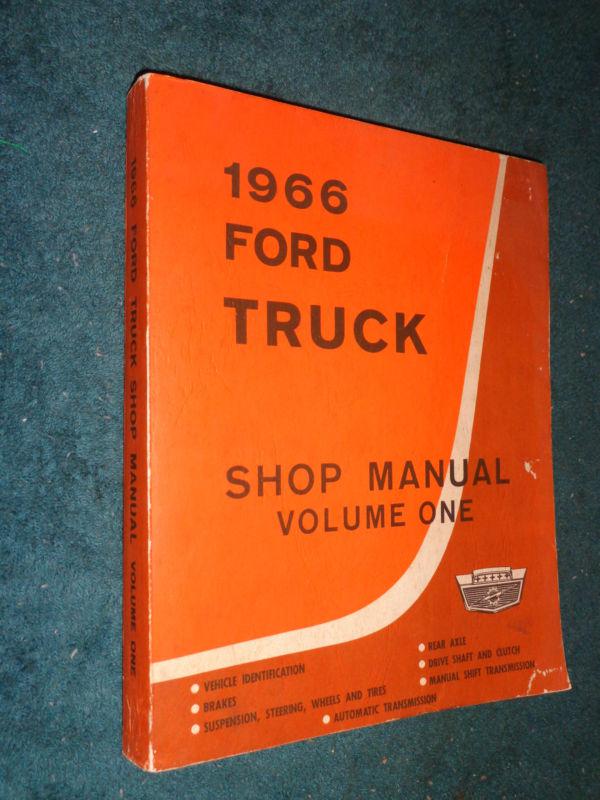 1966 FORD TRUCK SHOP MANUAL VOLUME ONE
1966
FORD
TRUCK
SHOP MANUAL
VOLUME ONE
• VEHICLE IDENTIFICATION
• BRAKES
• SUSPENSION, STEERING, WHEELS AND TIRES
• AUTOMATIC TRANSMISSION
• REAR AXLE
• DRIVE SHAFT AND CLUTCH
• MANUAL SHIFT TRANSMISSION